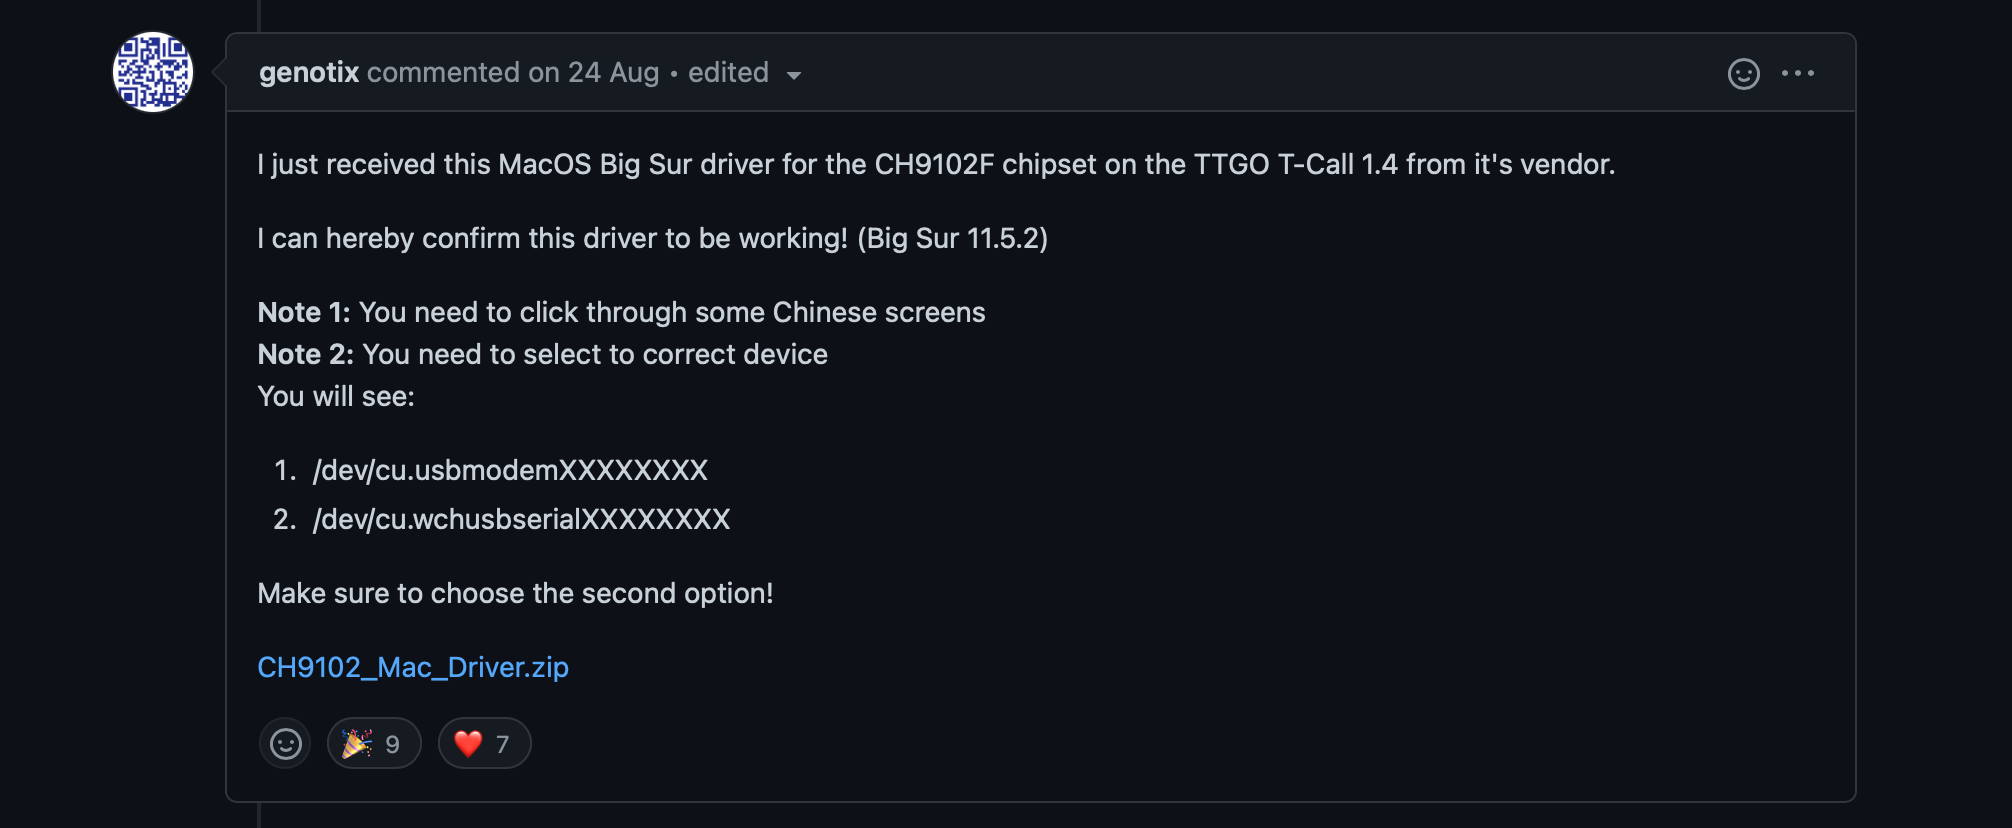 genotix commented on 24 Aug • edited
I just received this MacOS Big Sur driver for the CH9102F chipset on the TTGO T-Call 1.4 from it's vendor.
I can hereby confirm this driver to be working! (Big Sur 11.5.2)
Note 1: You need to click through some Chinese screens
Note 2: You need to select to correct device
You will see:
1. /dev/cu.usbmodemXXXXXXXX
2. /dev/cu.wchusbserialXXXXXXXX
Make sure to choose the second option!
CH9102_Mac_Driver.zip
9 7